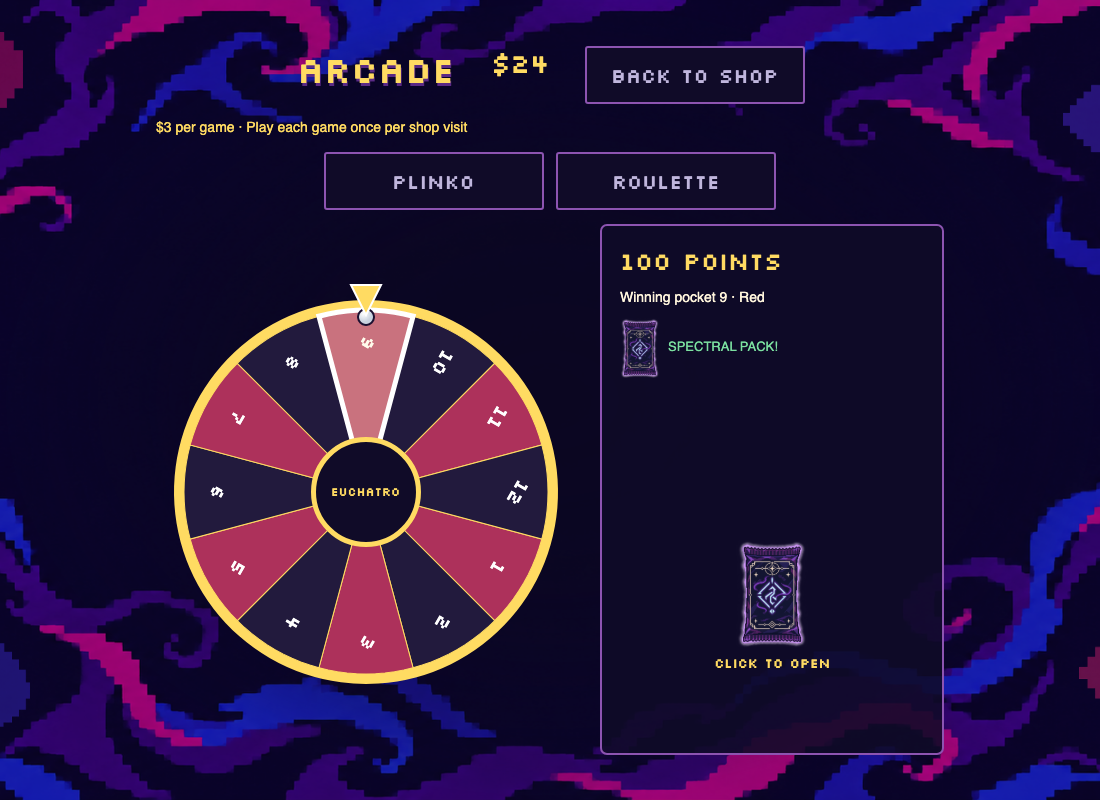 ARCADE
$24
BACK TO SHOP
$3 per game · Play each game once per shop visit
PLINKO
ROULETTE
100 POINTS
Winning pocket 9 · Red
SPECTRAL PACK!
9
10
11
12
1
2
3
4
5
6
7
8
EUCHATRO
CLICK TO OPEN